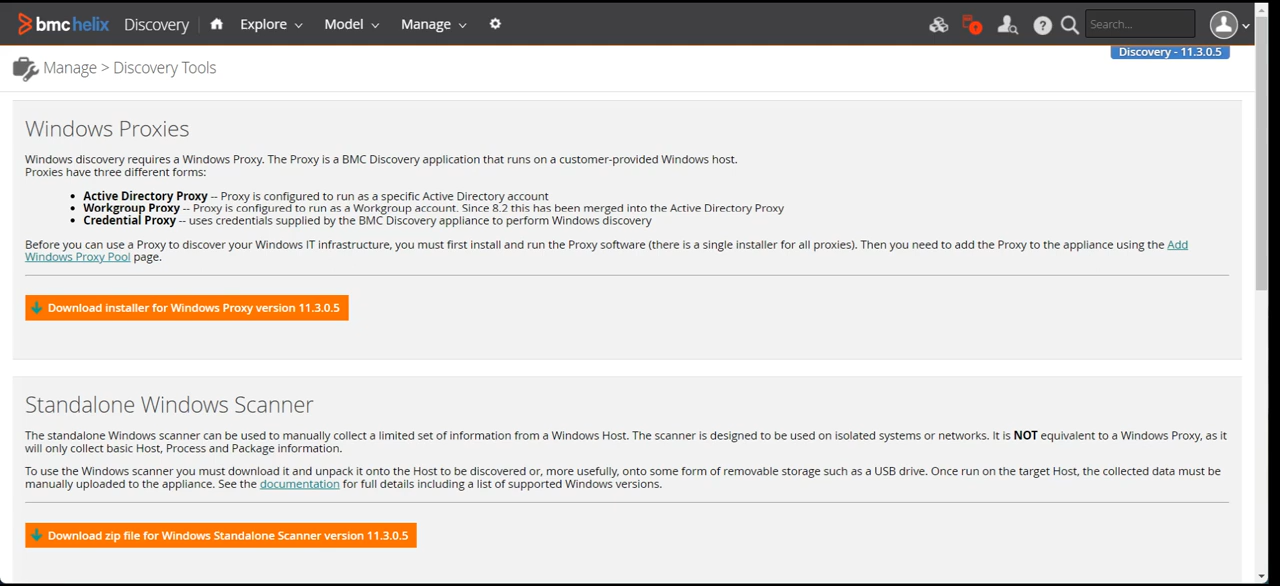 bmchelix Discovery Explore Model Manage Search...
Discovery - 11.3.0.5
Manage > Discovery Tools
Windows Proxies
Windows discovery requires a Windows Proxy. The Proxy is a BMC Discovery application that runs on a customer-provided Windows host.
Proxies have three different forms:
• Active Directory Proxy -- Proxy is configured to run as a specific Active Directory account
• Workgroup Proxy -- Proxy is configured to run as a Workgroup account. Since 8.2 this has been merged into the Active Directory Proxy
• Credential Proxy -- uses credentials supplied by the BMC Discovery appliance to perform Windows discovery
Before you can use a Proxy to discover your Windows IT infrastructure, you must first install and run the Proxy software (there is a single installer for all proxies). Then you need to add the Proxy to the appliance using the Add
Windows Proxy Pool page.
Download installer for Windows Proxy version 11.3.0.5
Standalone Windows Scanner
The standalone Windows scanner can be used to manually collect a limited set of information from a Windows Host. The scanner is designed to be used on isolated systems or networks. It is NOT equivalent to a Windows Proxy, as it
will only collect basic Host, Process and Package information.
To use the Windows scanner you must download it and unpack it onto the Host to be discovered or, more usefully, onto some form of removable storage such as a USB drive. Once run on the target Host, the collected data must be
manually uploaded to the appliance. See the documentation for full details including a list of supported Windows versions.
Download zip file for Windows Standalone Scanner version 11.3.0.5